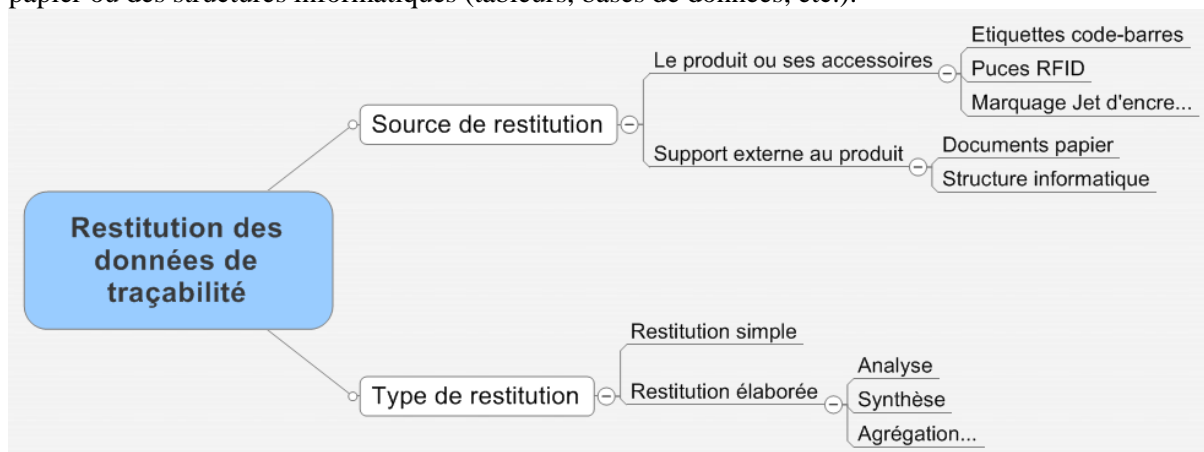 papier ou des structures informatiques (tableurs, bases de données, etc.).
Etiquettes code-barres
Le produit ou ses accessoires
Puces RFID
Marquage Jet d'encre...
Source de restitution
Support externe au produit
Documents papier
Structure informatique
Restitution des
données de
traçabilité
Restitution simple
Type de restitution
Restitution élaborée
Analyse
Synthèse
Agrégation...